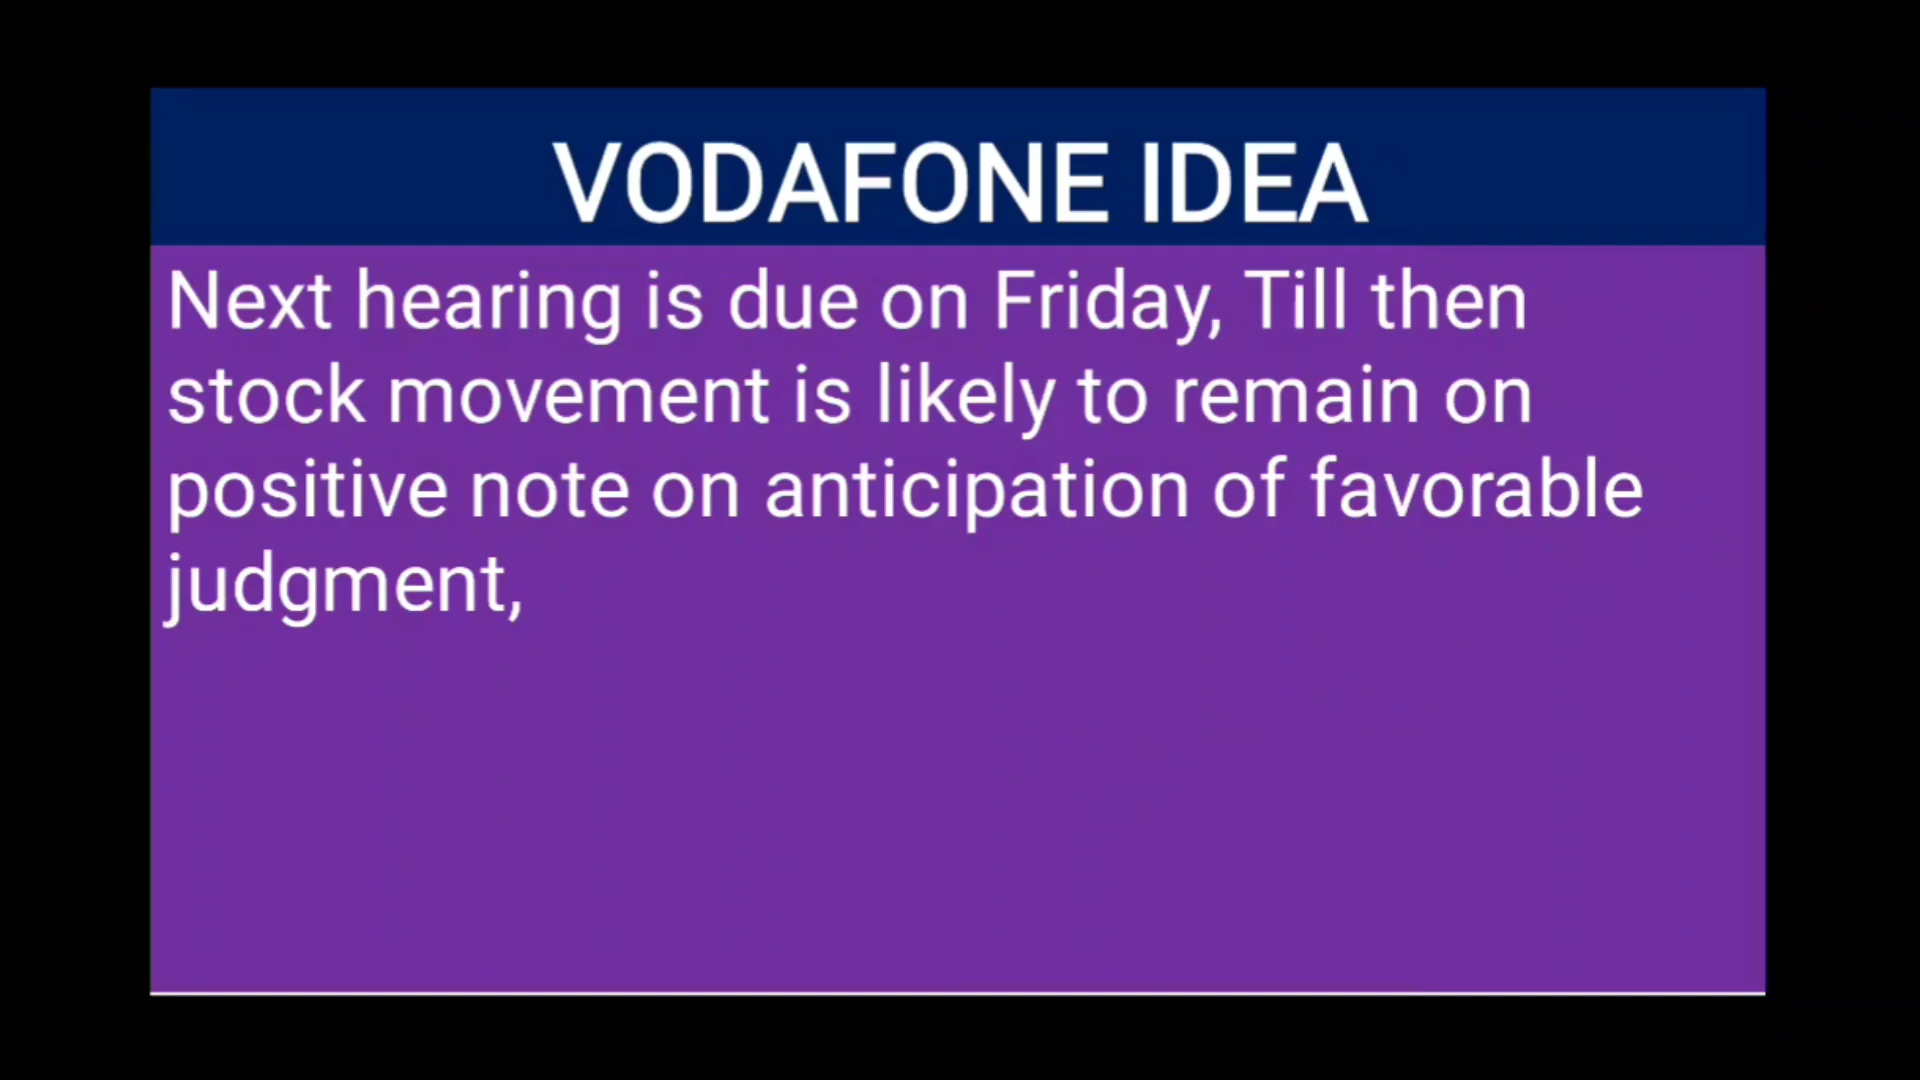 VODAFONE IDEA
Next hearing is due on Friday, Till then
stock movement is likely to remain on
positive note on anticipation of favorable
judgment,